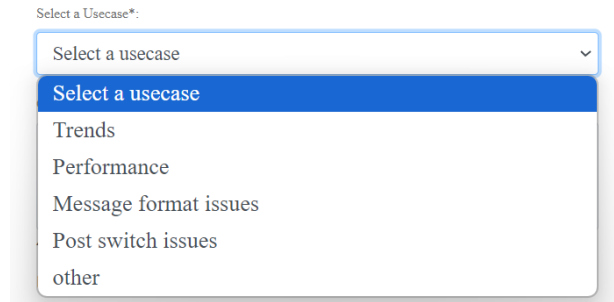 Select a Usecase*:
Select a usecase
Select a usecase
Trends
Performance
Message format issues
Post switch issues
other